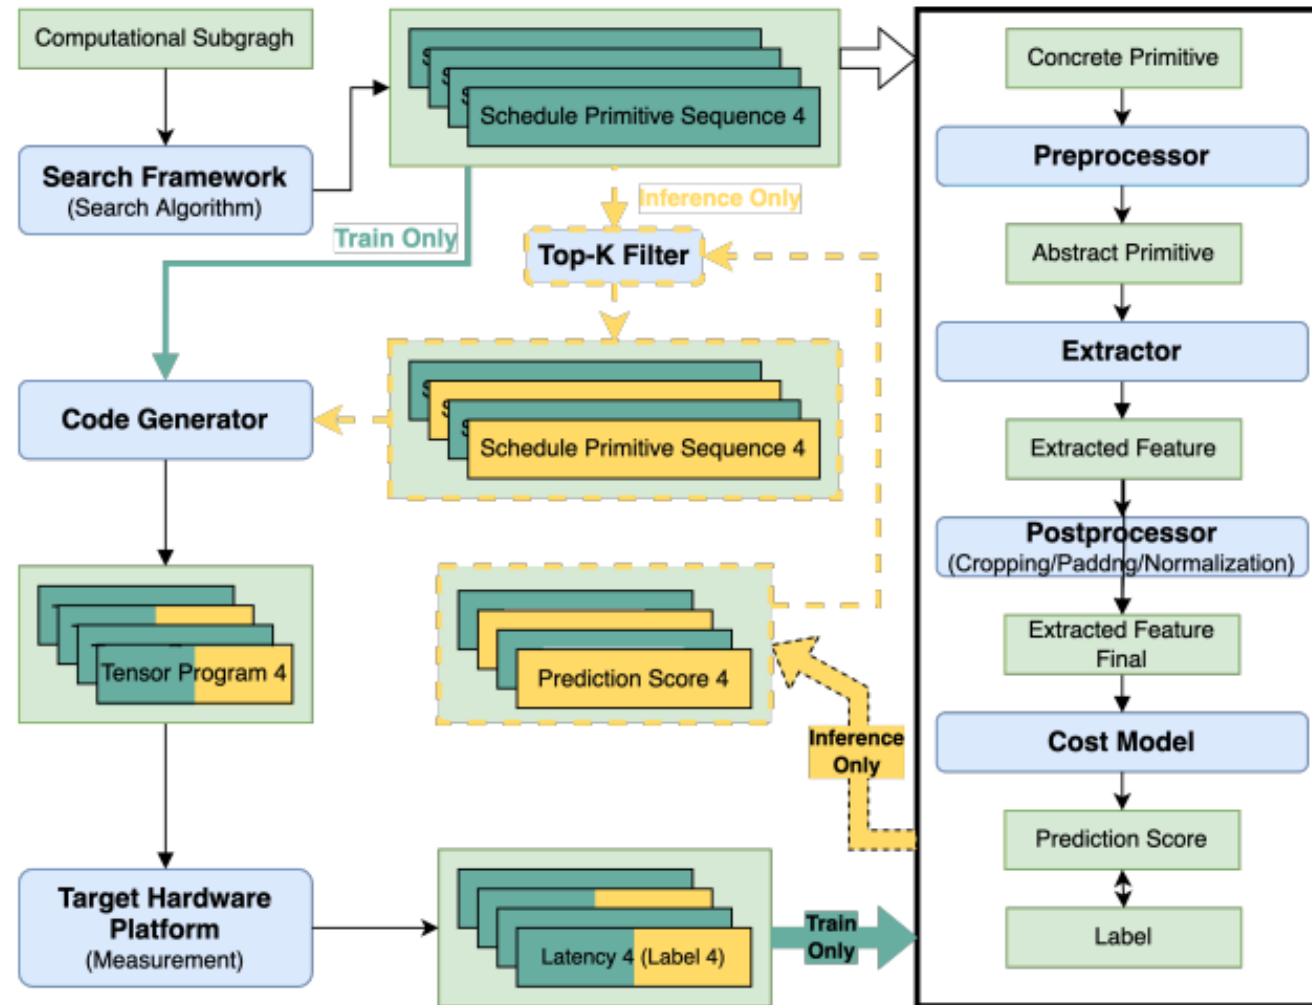 Computational Subgragh
Search Framework
(Search Algorithm)
S
S
S
Schedule Primitive Sequence 4
Train Only
Inference Only
Top-K Filter
S
S
S
Schedule Primitive Sequence 4
Code Generator
Tensor Program 4
Prediction Score 4
Inference
Only
Target Hardware
Platform
(Measurement)
Latency 4 (Label 4)
Train
Only
Concrete Primitive
Preprocessor
Abstract Primitive
Extractor
Extracted Feature
Postprocessor
(Cropping/Paddng/Normalization)
Extracted Feature
Final
Cost Model
Prediction Score
Label